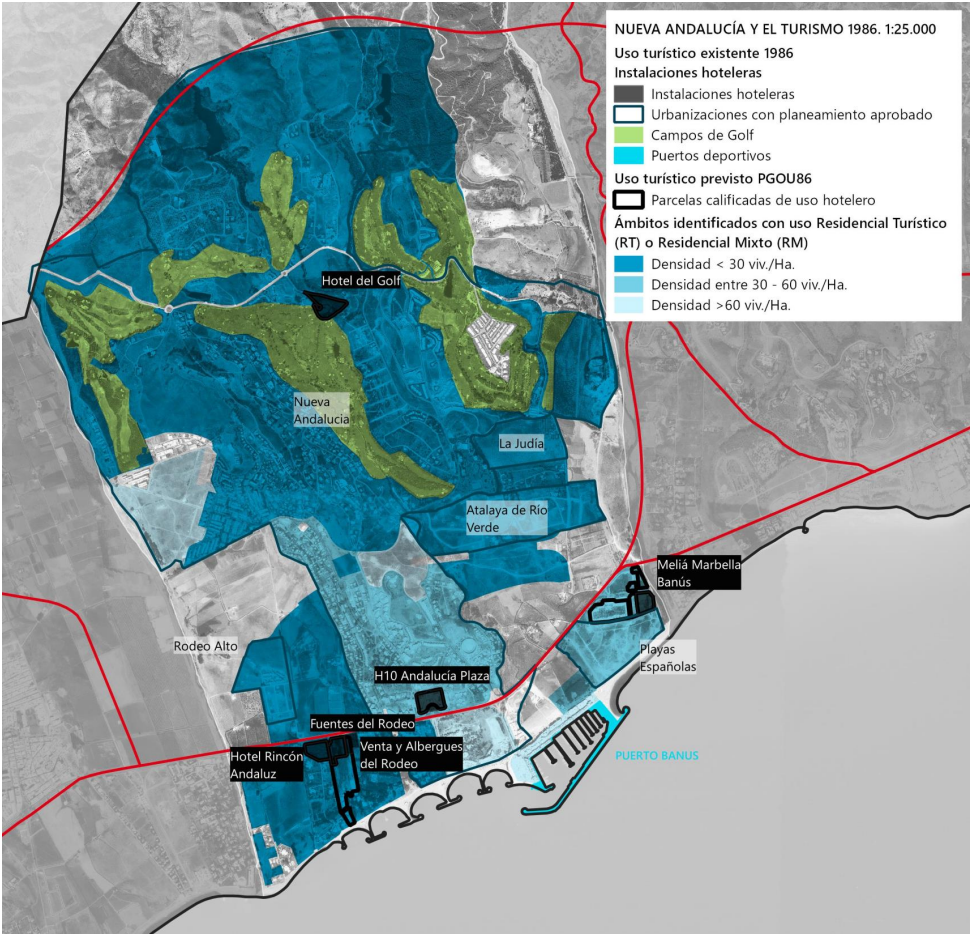 NUEVA ANDALUCÍA Y EL TURISMO 1986. 1:25.000
Uso turístico existente 1986
Instalaciones hoteleras
Instalaciones hoteleras
Urbanizaciones con planeamiento aprobado
Campos de Golf
Puertos deportivos
Uso turístico previsto PGOU86
Parcelas calificadas de uso hotelero
Ámbitos identificados con uso Residencial Turístico
(RT) o Residencial Mixto (RM)
Densidad < 30 viv./Ha.
Densidad entre 30 - 60 viv./Ha.
Densidad >60 viv./Ha.
Hotel del Golf
Nueva
Andalucia
La Judía
Atalaya de Rio
Verde
Meliá Marbella
Banús
Rodeo Alto
Playas
Españolas
H10 Andalucía Plaza
Fuentes del Rodeo
Hotel Rincón
Andaluz
Venta y Albergues
del Rodeo
PUERTO BANUS